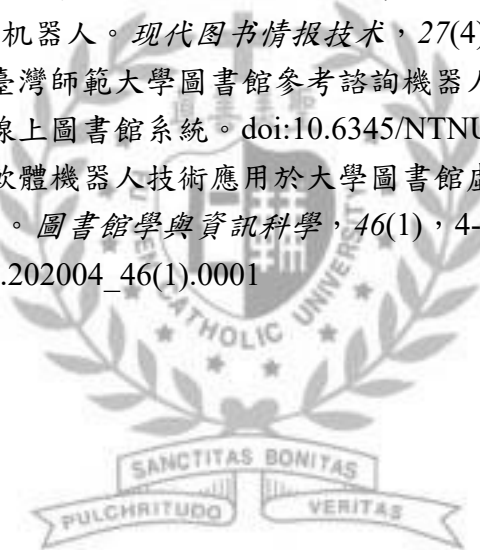 机器人。现代图书情报技术，27(4)
臺灣師範大學圖書館參考諮詢機器人
線上圖書館系統。doi:10.6345/NTNU
軟體機器人技術應用於大學圖書館虛
。圖書館學與資訊科學，46(1)，4-
.202004_46(1).0001
CATHOLIC UNIVE
SANCTITAS BONITAS
PULCHRITUDO VERITAS